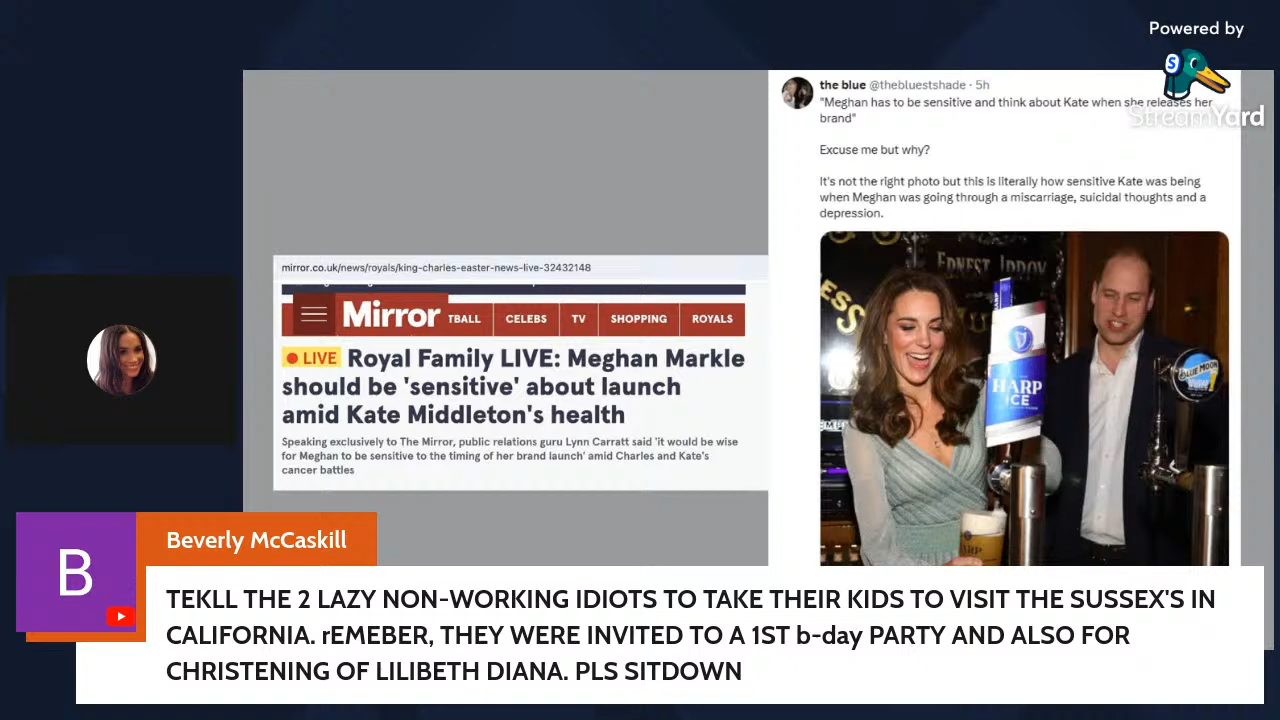 Powered by
S
StreamYard
the blue @thebluestshade · 5h
"Meghan has to be sensitive and think about Kate when she releases her
brand"
Excuse me but why?
It's not the right photo but this is literally how sensitive Kate was being
when Meghan was going through a miscarriage, suicidal thoughts and a
depression.
HARP
HARP
ICE
BLUE MOON
mirror.co.uk/news/royals/king-charles-easter-news-live-32432148
Mirror
TBALL
CELEBS
TV
SHOPPING
ROYALS
LIVE Royal Family LIVE: Meghan Markle
should be 'sensitive' about launch
amid Kate Middleton's health
Speaking exclusively to The Mirror, public relations guru Lynn Carratt said 'it would be wise
for Meghan to be sensitive to the timing of her brand launch' amid Charles and Kate's
cancer battles
B
Beverly McCaskill
TEKLL THE 2 LAZY NON-WORKING IDIOTS TO TAKE THEIR KIDS TO VISIT THE SUSSEX'S IN
CALIFORNIA. rEMEBER, THEY WERE INVITED TO A 1ST b-day PARTY AND ALSO FOR
CHRISTENING OF LILIBETH DIANA. PLS SITDOWN